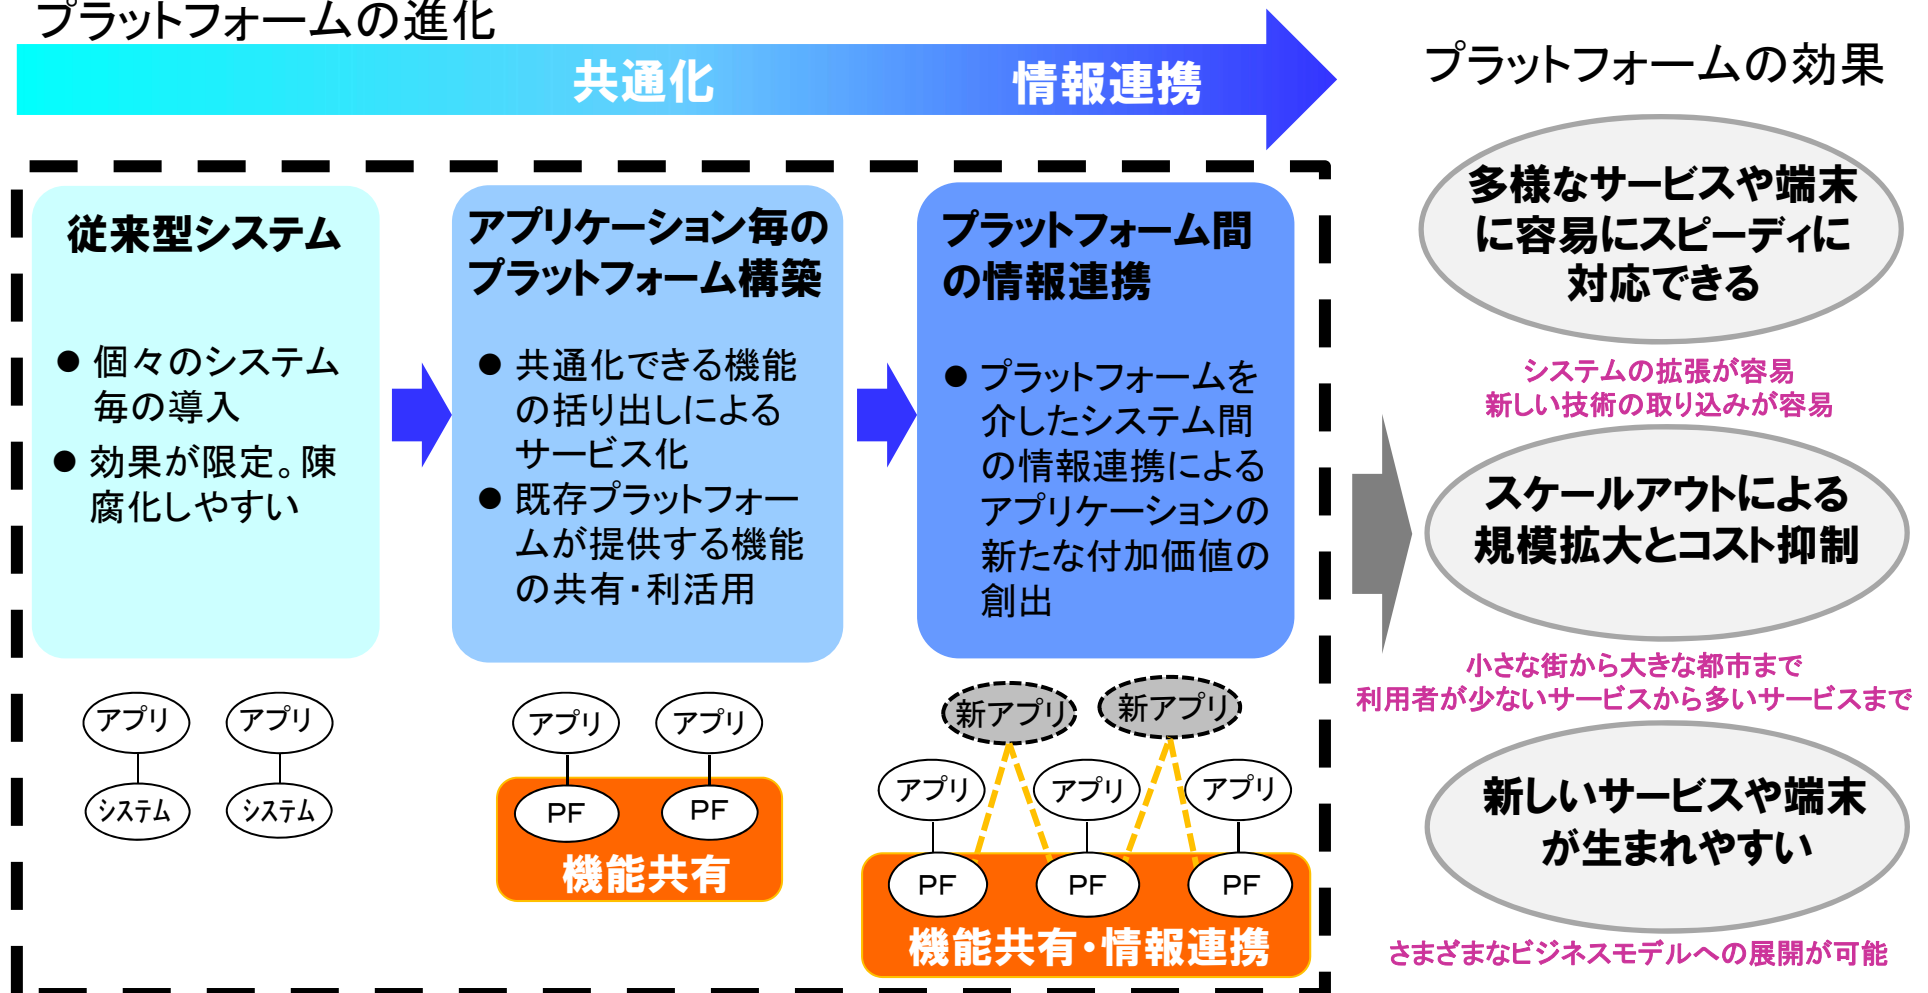 プラットフォームの進化
共通化
情報連携
従来型システム
● 個々のシステム
毎の導入
● 効果が限定。陳
腐化しやすい
アプリケーション毎の
プラットフォーム構築
● 共通化できる機能
の括り出しによる
サービス化
● 既存プラットフォー
ムが提供する機能
の共有・利活用
プラットフォーム間
の情報連携
● プラットフォームを
介したシステム間
の情報連携による
アプリケーションの
新たな付加価値の
創出
アプリ
アプリ
システム
システム
アプリ
アプリ
PF
PF
機能共有
新アプリ
新アプリ
アプリ
アプリ
アプリ
PF
PF
PF
機能共有・情報連携
プラットフォームの効果
多様なサービスや端末
に容易にスピーディに
対応できる
システムの拡張が容易
新しい技術の取り込みが容易
スケールアウトによる
規模拡大とコスト抑制
小さな街から大きな都市まで
利用者が少ないサービスから多いサービスまで
新しいサービスや端末
が生まれやすい
さまざまなビジネスモデルへの展開が可能